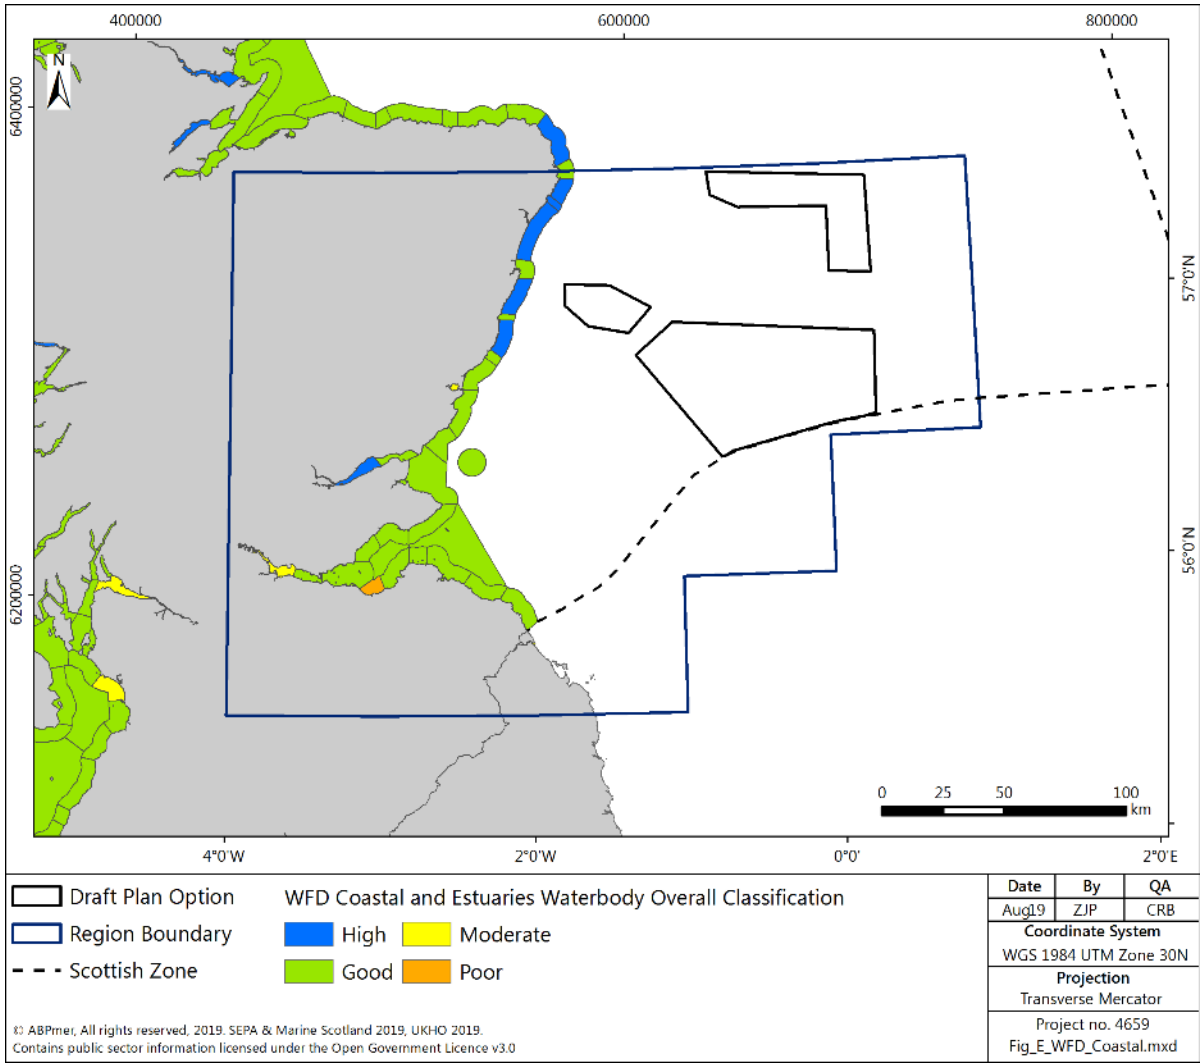 400000
600000
800000
N
6400000
57°0'N
56°0'N
6200000
0
25
50
100
km
4°0'W
2°0'W
0°0'
2°0'E
Draft Plan Option
Region Boundary
Scottish Zone
WFD Coastal and Estuaries Waterbody Overall Classification
High
Moderate
Good
Poor
Date By QA
Aug19 ZJP CRB
Coordinate System
WGS 1984 UTM Zone 30N
Projection
Transverse Mercator
Project no. 4659
Fig_E_WFD_Coastal.mxd
© ABPmer, All rights reserved, 2019. SEPA & Marine Scotland 2019, UKHO 2019.
Contains public sector information licensed under the Open Government Licence v3.0